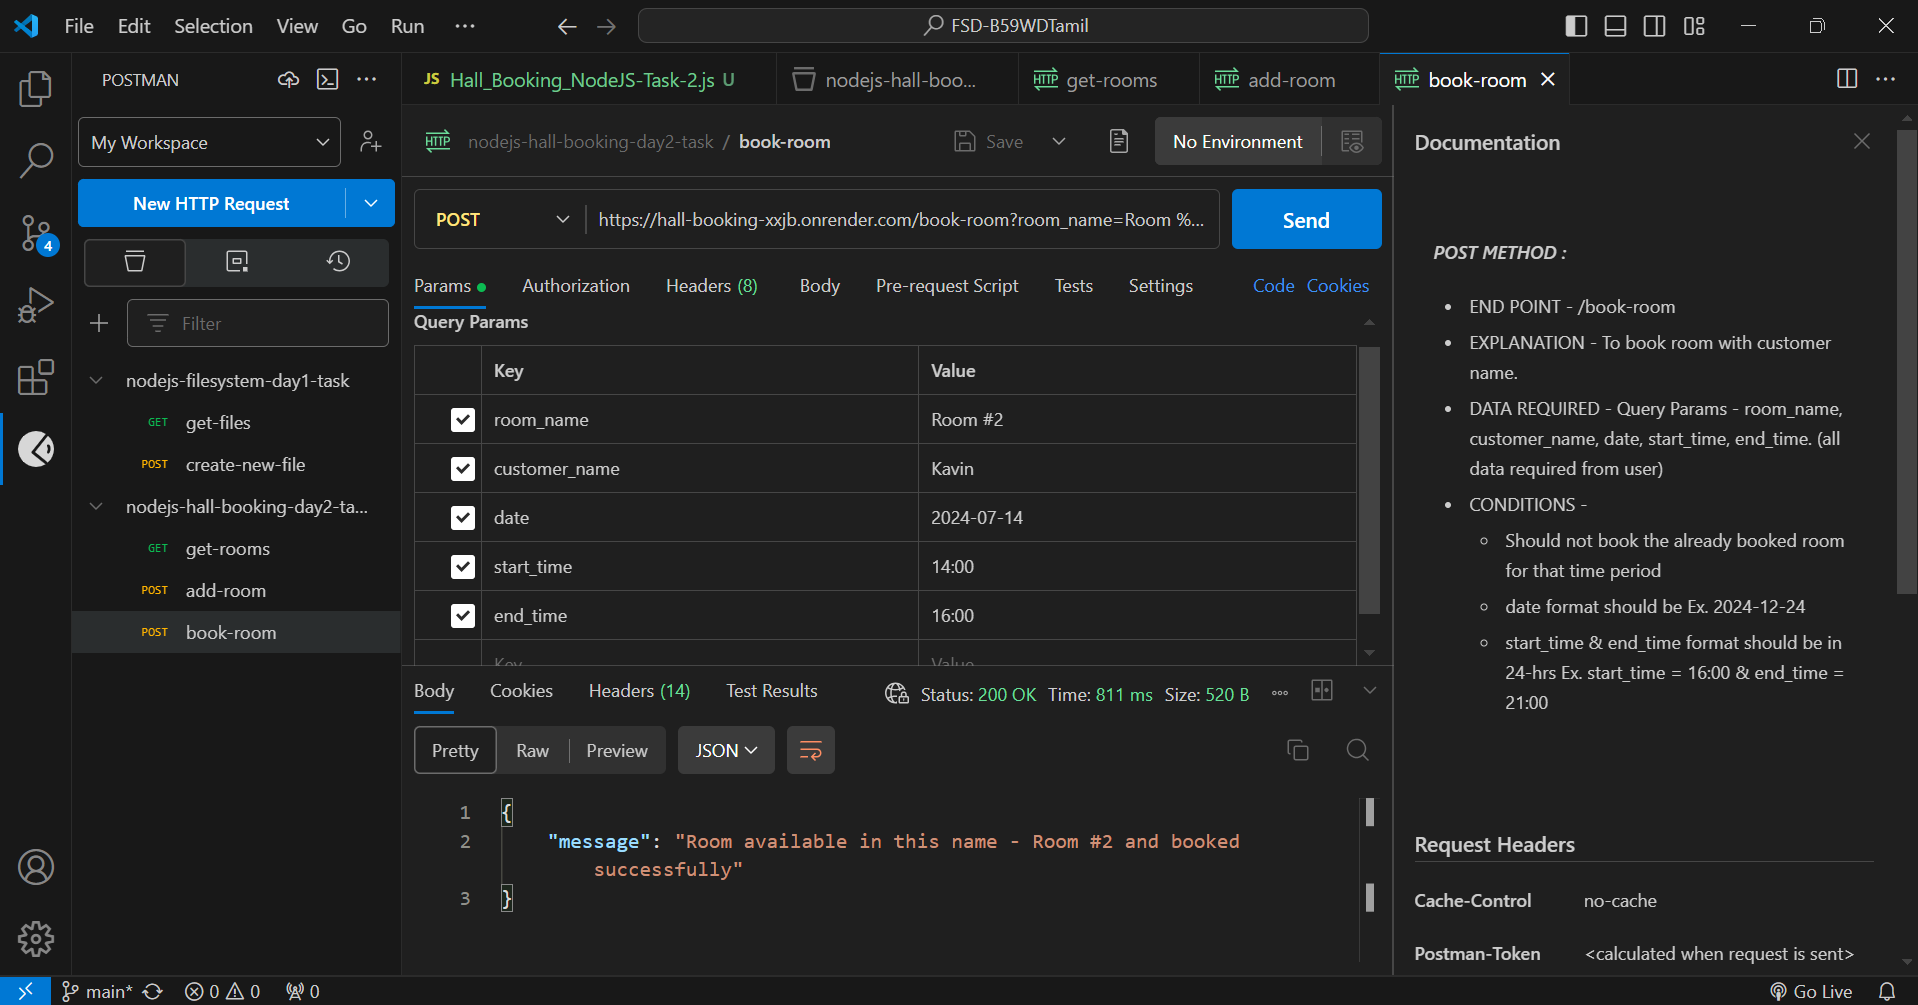 File Edit Selection View Go Run ···
FSD-B59WDTamil
POSTMAN
JS Hall_Booking_NodeJS-Task-2.js U
nodejs-hall-boo...
HTTP get-rooms
HTTP add-room
HTTP book-room
My Workspace
New HTTP Request
4
Filter
nodejs-filesystem-day1-task
GET get-files
POST create-new-file
nodejs-hall-booking-day2-ta...
GET get-rooms
POST add-room
POST book-room
HTTP nodejs-hall-booking-day2-task / book-room
Save
No Environment
POST https://hall-booking-xxjb.onrender.com/book-room?room_name=Room %...
Send
Params Authorization Headers (8) Body Pre-request Script Tests Settings Code Cookies
Query Params
Key Value
room_name Room #2
customer_name Kavin
date 2024-07-14
start_time 14:00
end_time 16:00
Key Value
Body Cookies Headers (14) Test Results Status: 200 OK Time: 811 ms Size: 520 B
Pretty Raw Preview JSON
1 {
2 "message": "Room available in this name - Room #2 and booked
successfully"
3 }
Documentation
POST METHOD :
• END POINT - /book-room
• EXPLANATION - To book room with customer
name.
• DATA REQUIRED - Query Params - room_name,
customer_name, date, start_time, end_time. (all
data required from user)
• CONDITIONS -
◦ Should not book the already booked room
for that time period
◦ date format should be Ex. 2024-12-24
◦ start_time & end_time format should be in
24-hrs Ex. start_time = 16:00 & end_time =
21:00
Request Headers
Cache-Control no-cache
Postman-Token <calculated when request is sent>
main* 0 0 0 Go Live